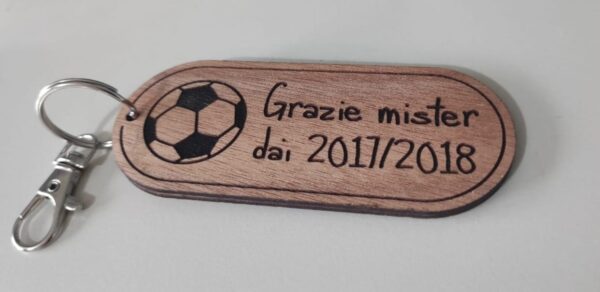 Grazie mister
dai 2017/2018